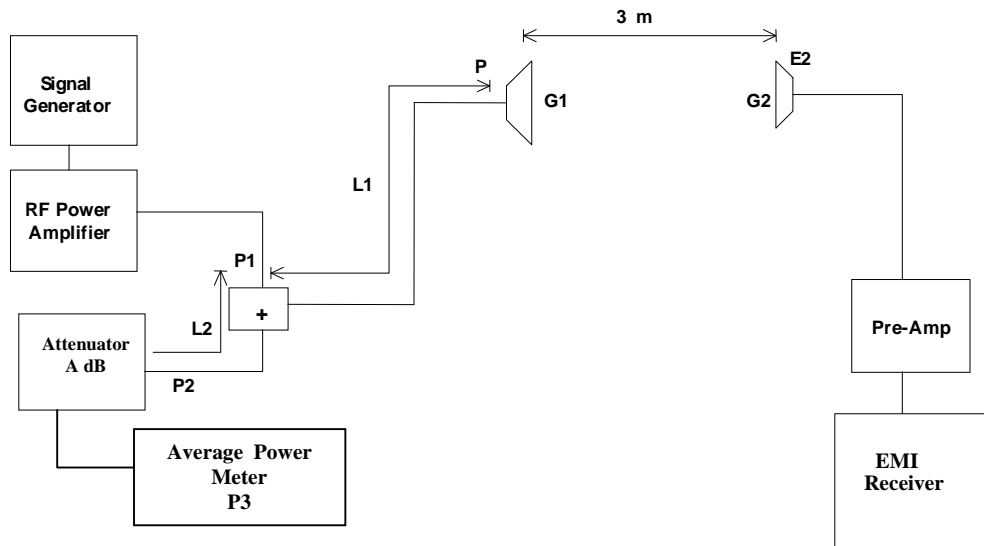 3 m
Signal
Generator
P
E2
G1
G2
L1
RF Power
Amplifier
P1
+
L2
Attenuator
A dB
P2
Pre-Amp
Average Power
Meter
P3
EMI
Receiver